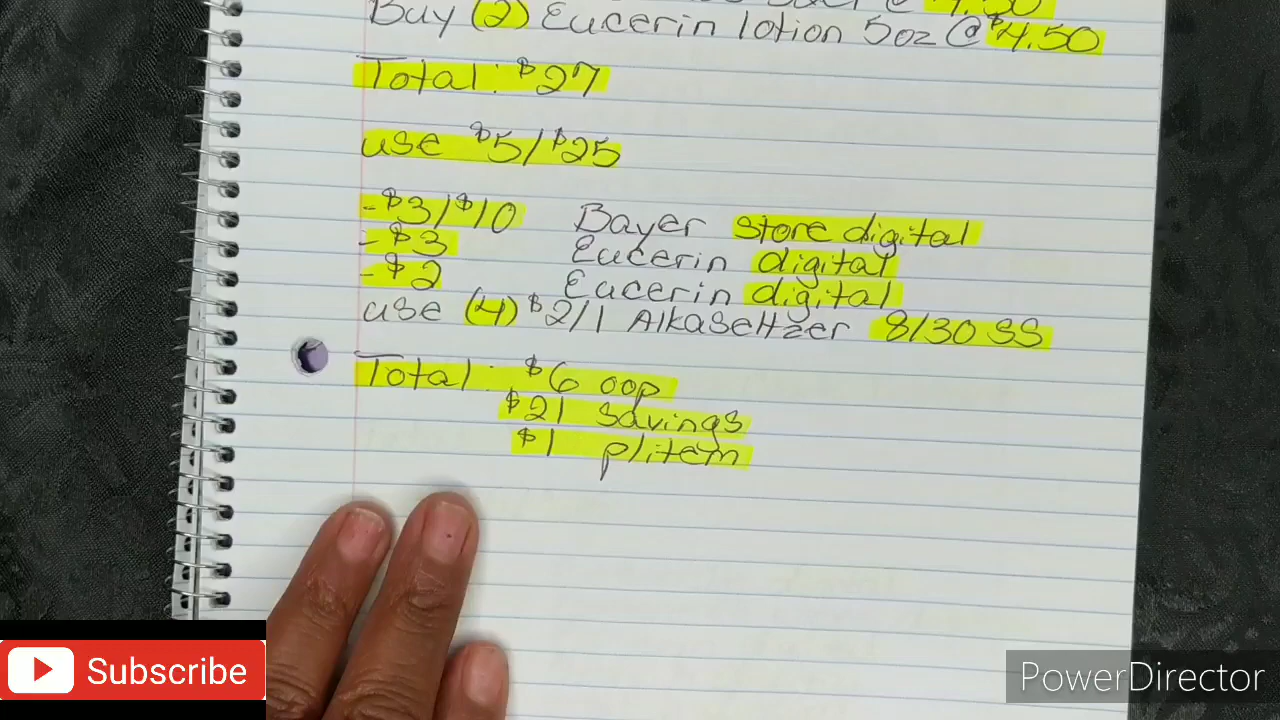 $4.50
Buy (2) Eucerin lotion 5oz @ $4.50
Total: $27
use $5/$25
-$3/$10 Bayer store digital
-$3 Eucerin digital
-$2 Eucerin digital
use (4) $2/1 AlkaSeltzer 8/30 SS
Total: $6 oop
$21 savings
$1 p/item
Subscribe
PowerDirector